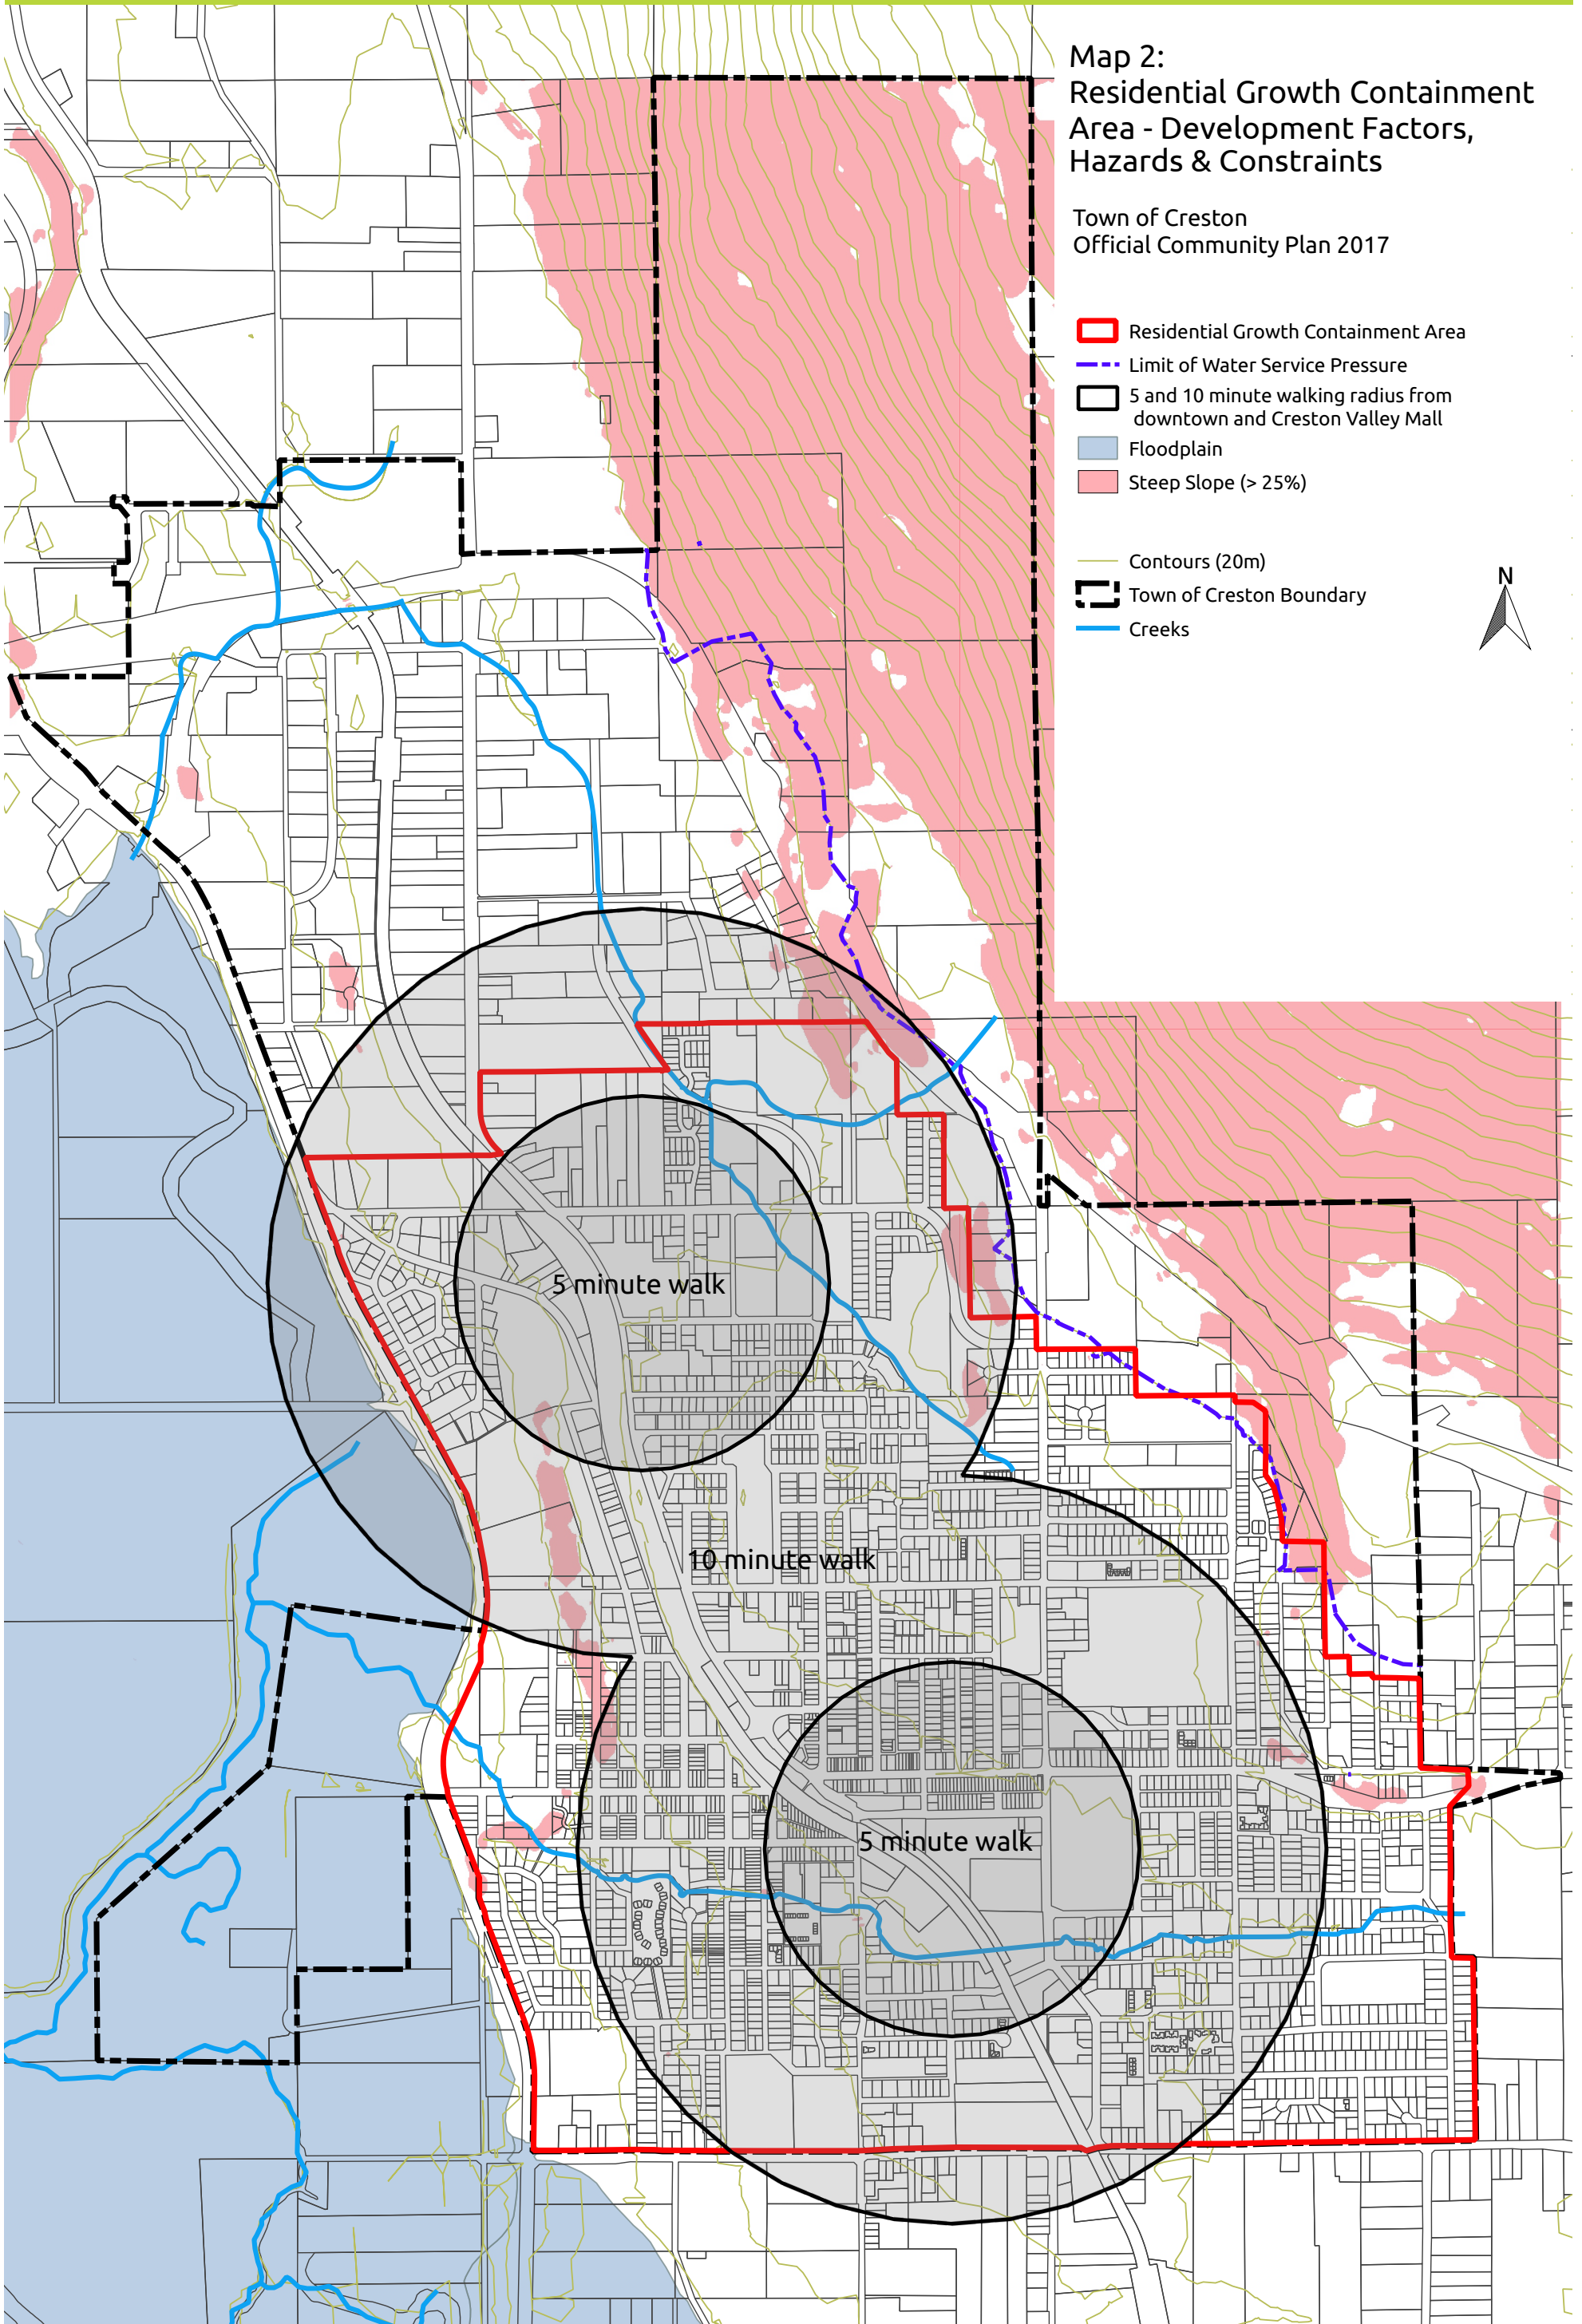 Map 2:
Residential Growth Containment
Area - Development Factors,
Hazards & Constraints
Town of Creston
Official Community Plan 2017
Residential Growth Containment Area
Limit of Water Service Pressure
5 and 10 minute walking radius from
downtown and Creston Valley Mall
Floodplain
Steep Slope (> 25%)
Contours (20m)
Town of Creston Boundary
Creeks
N
5 minute walk
10 minute walk
5 minute walk